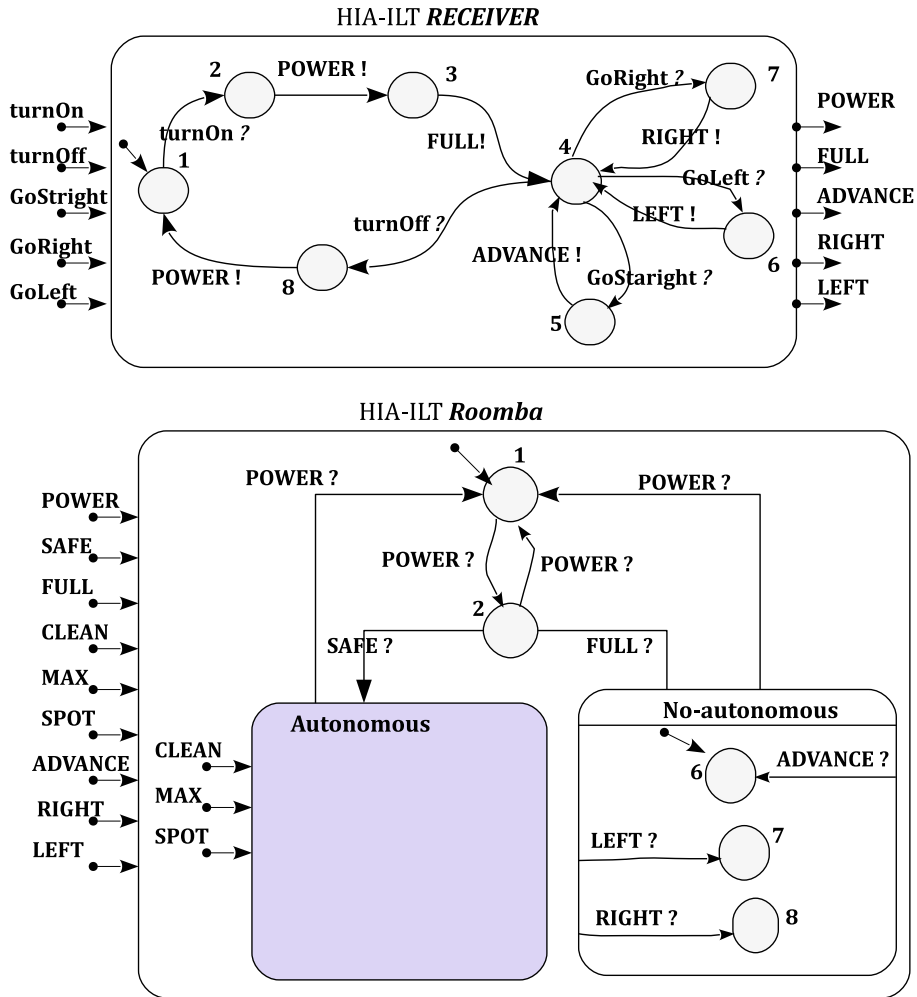 HIA-ILT RECEIVER
turnOn
turnOff
GoStright
GoRight
GoLeft
2
POWER !
3
turnOn ?
1
FULL!
4
GoRight ?
7
RIGHT !
GoLeft ?
LEFT !
6
turnOff ?
POWER !
8
ADVANCE !
GoStaright ?
5
POWER
FULL
ADVANCE
RIGHT
LEFT
HIA-ILT Roomba
POWER
SAFE
FULL
CLEAN
MAX
SPOT
ADVANCE
RIGHT
LEFT
1
POWER ?
POWER ?
POWER ?
POWER ?
2
SAFE ?
FULL ?
Autonomous
CLEAN
MAX
SPOT
No-autonomous
6
ADVANCE ?
LEFT ?
7
RIGHT ?
8